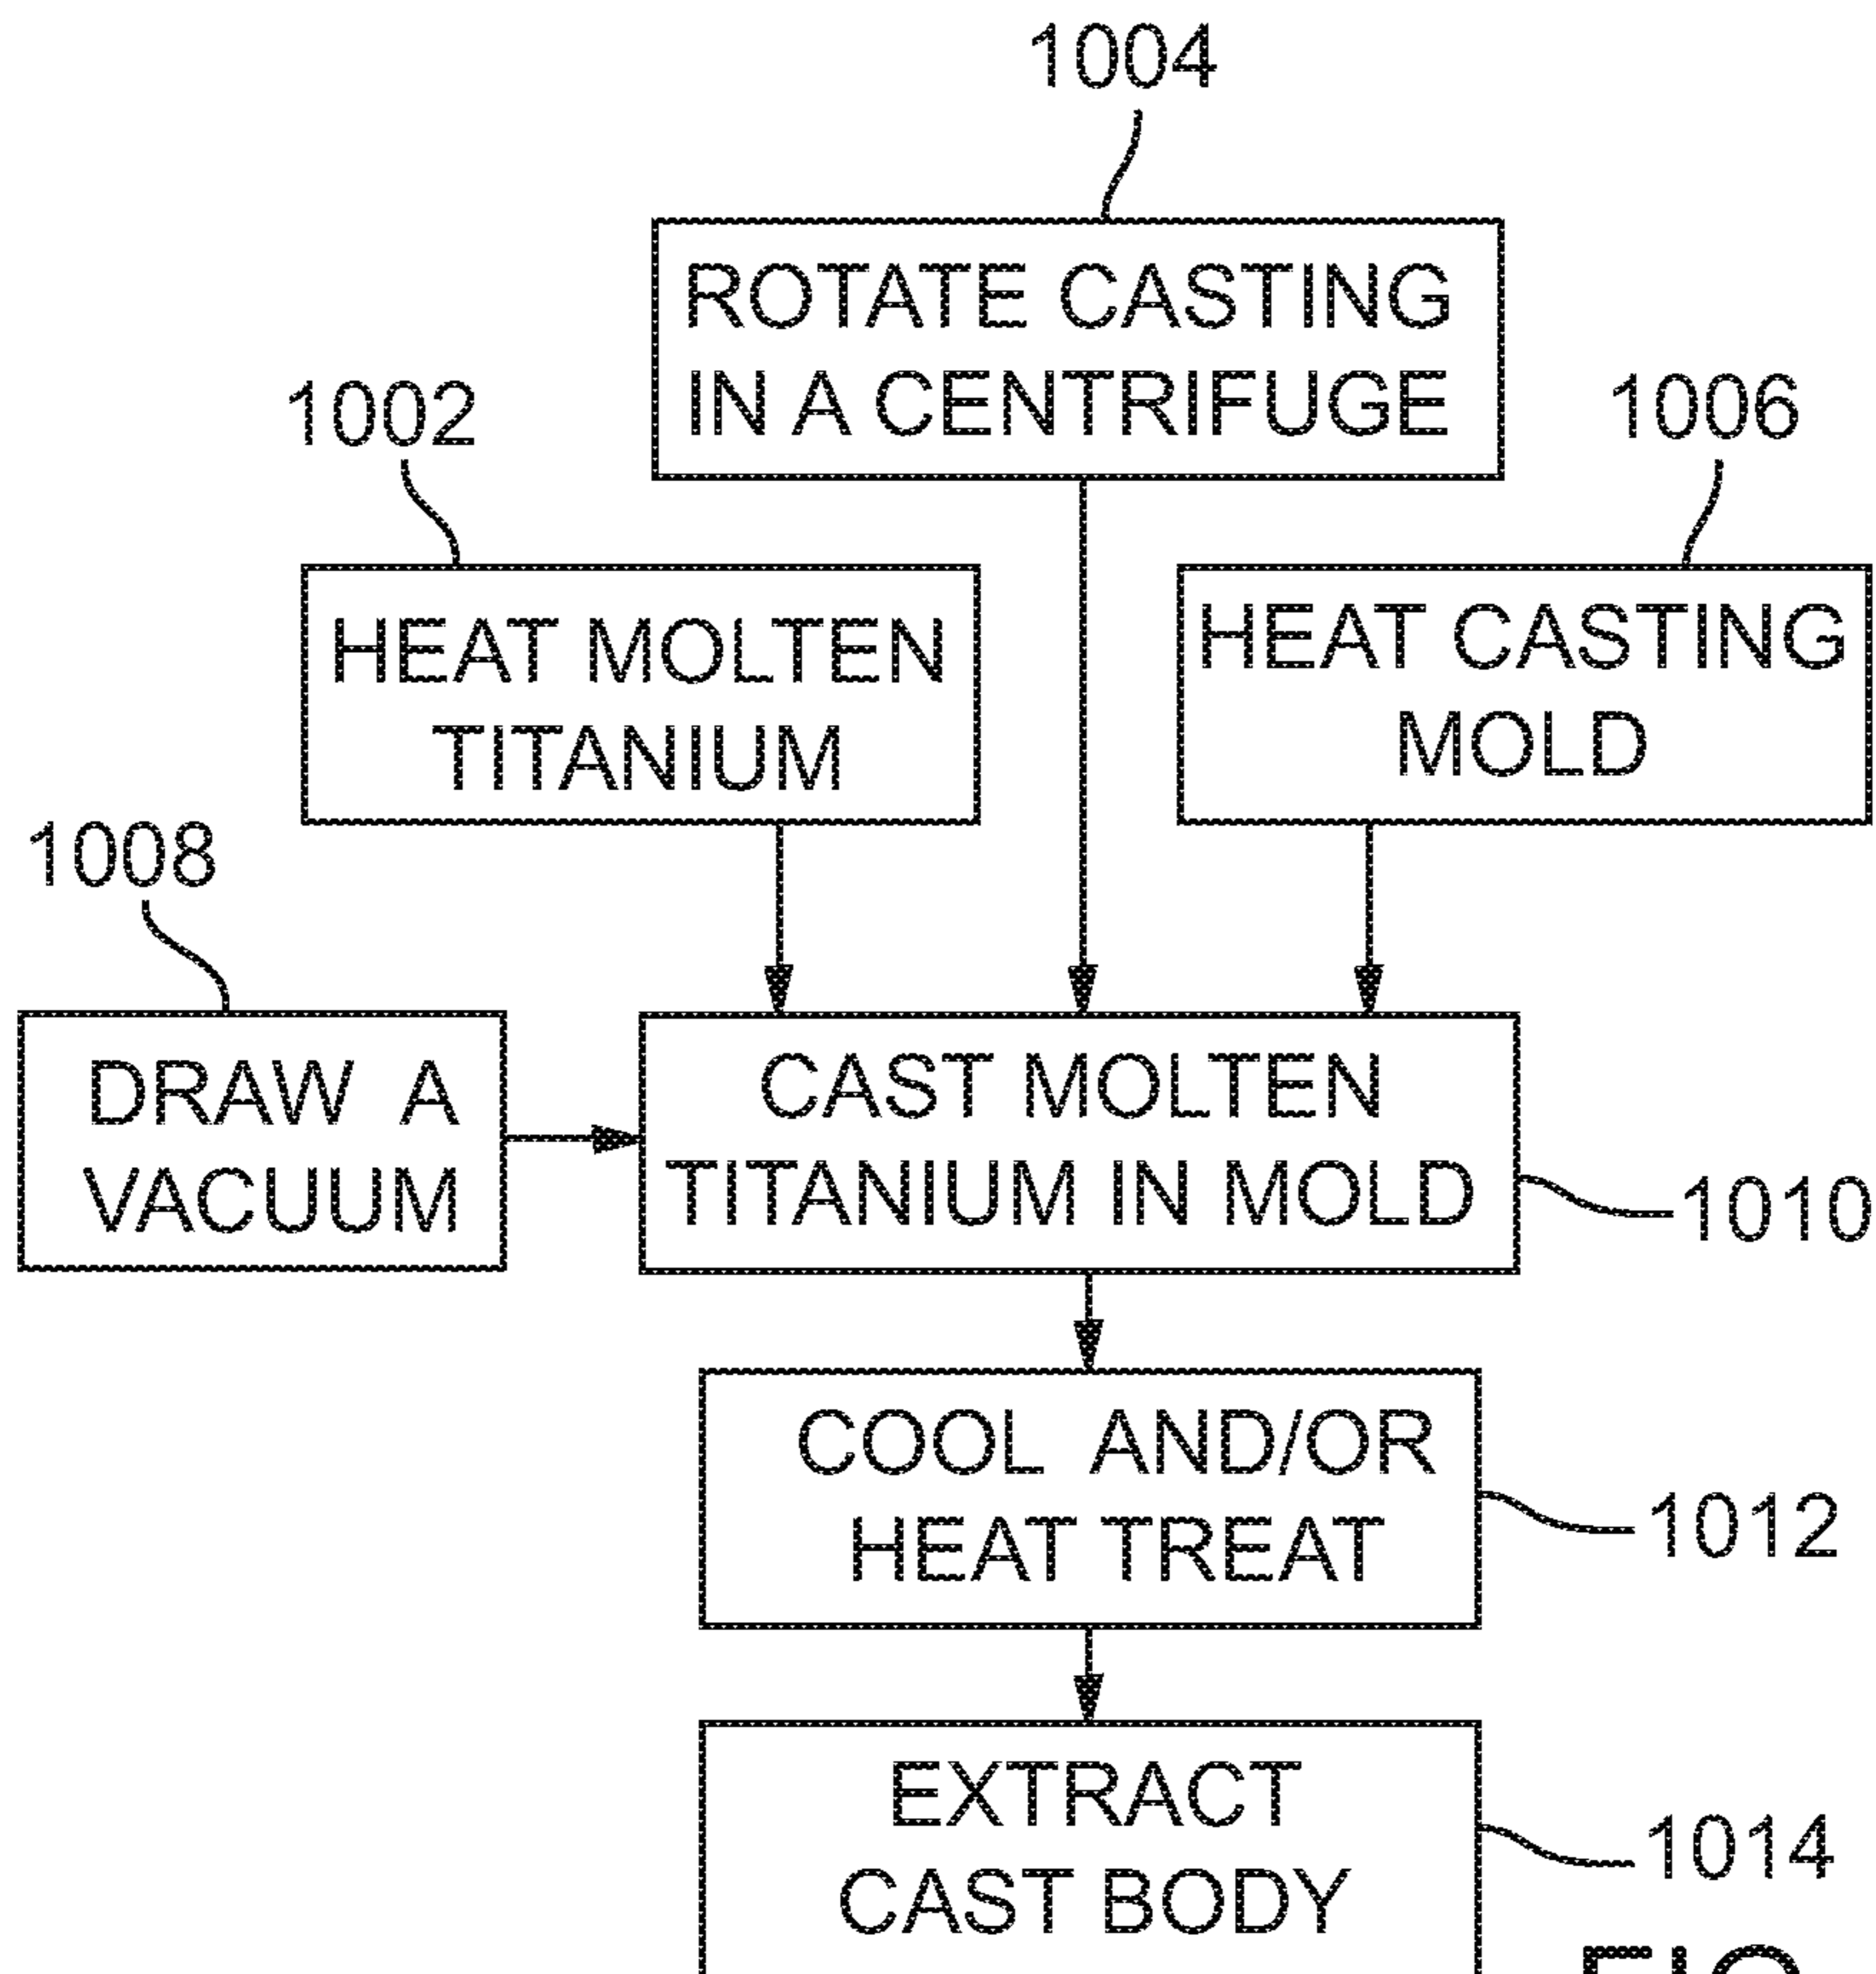 1004
ROTATE CASTING
IN A CENTRIFUGE
1002
1006
HEAT MOLTEN
TITANIUM
HEAT CASTING
MOLD
1008
DRAW A
VACUUM
CAST MOLTEN
TITANIUM IN MOLD
1010
COOL AND/OR
HEAT TREAT
1012
EXTRACT
CAST BODY
1014